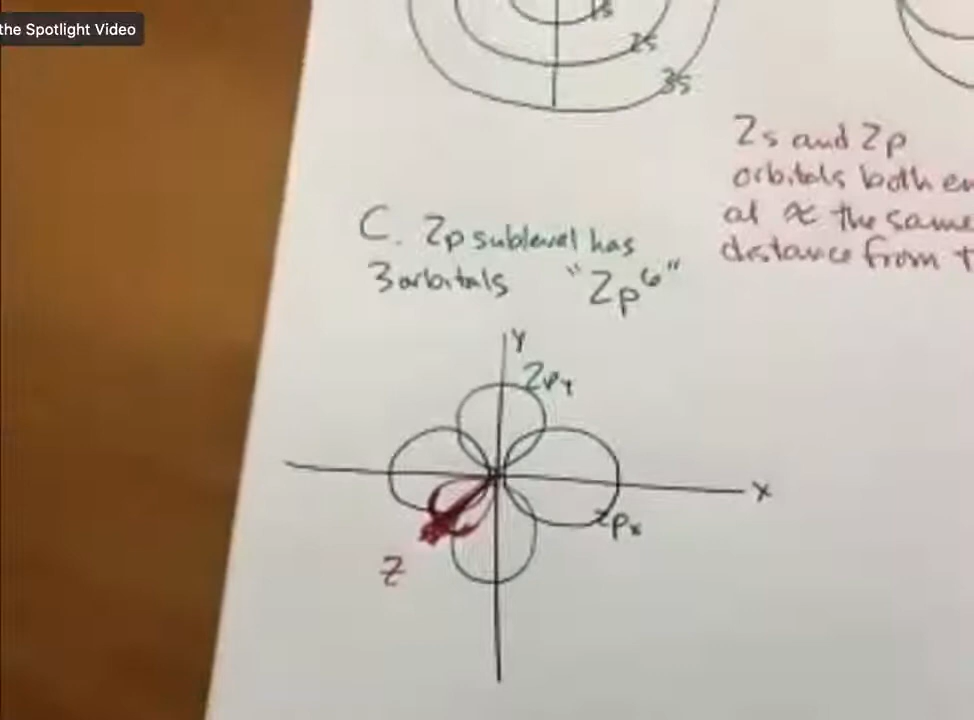 the Spotlight Video
1s
2s
3s
2s and 2p
orbitals both en
at ≈ the same
distance from t
C. 2p sublevel has
3 orbitals "2p⁶"
Y
2py
X
2px
Z